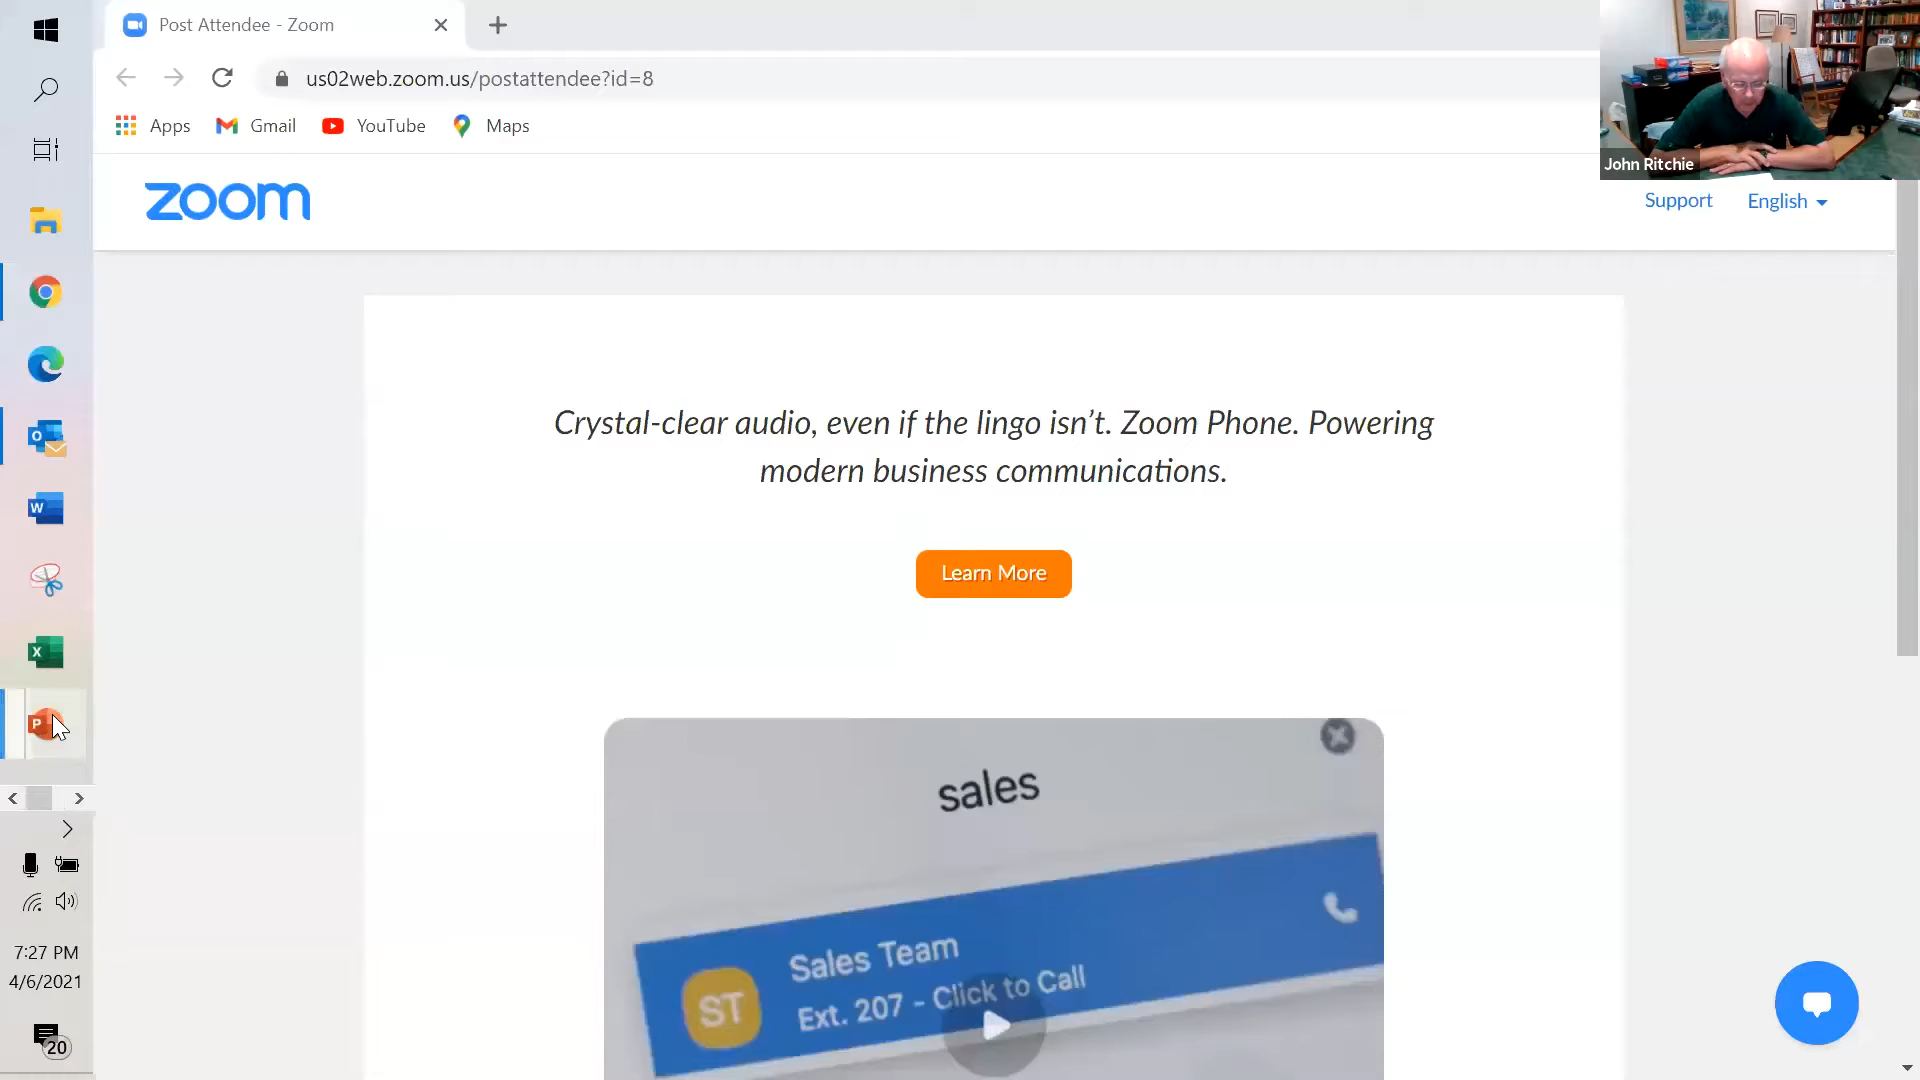 Post Attendee - Zoom
us02web.zoom.us/postattendee?id=8
Apps
Gmail
YouTube
Maps
John Ritchie
zoom
Support
English
Crystal-clear audio, even if the lingo isn’t. Zoom Phone. Powering
modern business communications.
Learn More
sales
ST
Sales Team
Ext. 207 - Click to Call
O
W
X
P
7:27 PM
4/6/2021
20